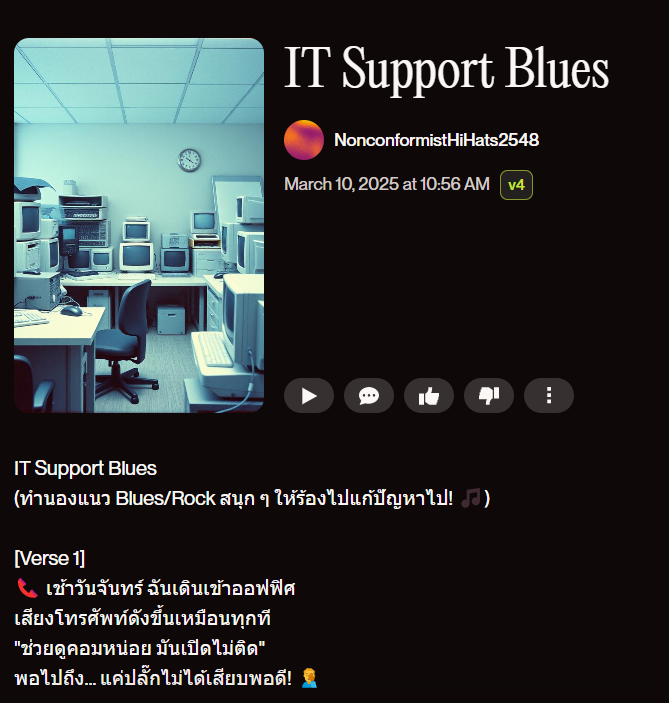 IT Support Blues
NonconformistHiHats2548
March 10, 2025 at 10:56 AM v4
IT Support Blues
(ทำนองแนว Blues/Rock สนุก ๆ ให้ร้องไปแก้ปัญหาไป! 🎵)
[Verse 1]
📞 เช้าวันจันทร์ ฉันเดินเข้าออฟฟิศ
เสียงโทรศัพท์ดังขึ้นเหมือนทุกที
"ช่วยดูคอมหน่อย มันเปิดไม่ติด"
พอไปถึง... แค่ปลั๊กไม่ได้เสียบพอดี! 🤦